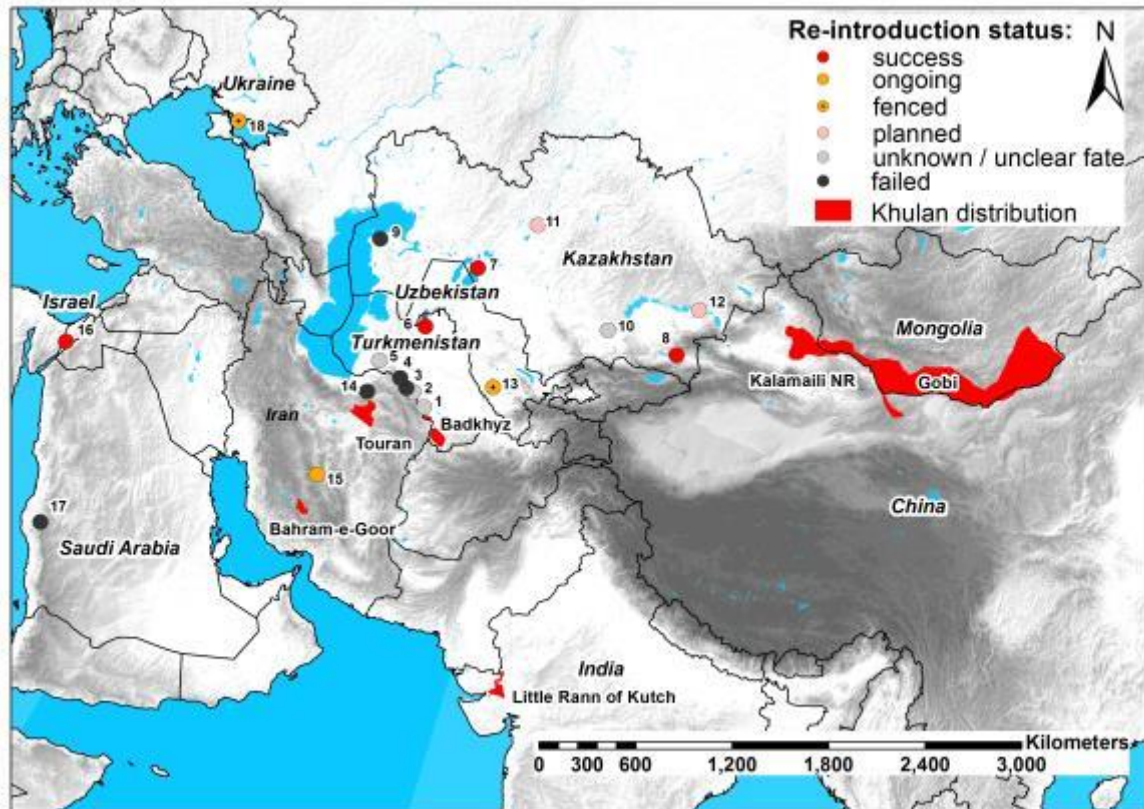 Re-introduction status:
N
success
ongoing
fenced
planned
unknown / unclear fate
failed
Khulan distribution
Ukraine
18
11
9
Kazakhstan
7
Uzbekistan
Israel
16
12
6
10
Mongolia
Turkmenistan
8
5
4
3
13
Kalamaili NR
Gobi
14
2
1
Iran
Badkhyz
Touran
15
17
Bahram-e-Goor
China
Saudi Arabia
India
Little Rann of Kutch
Kilometers
0 300 600 1,200 1,800 2,400 3,000